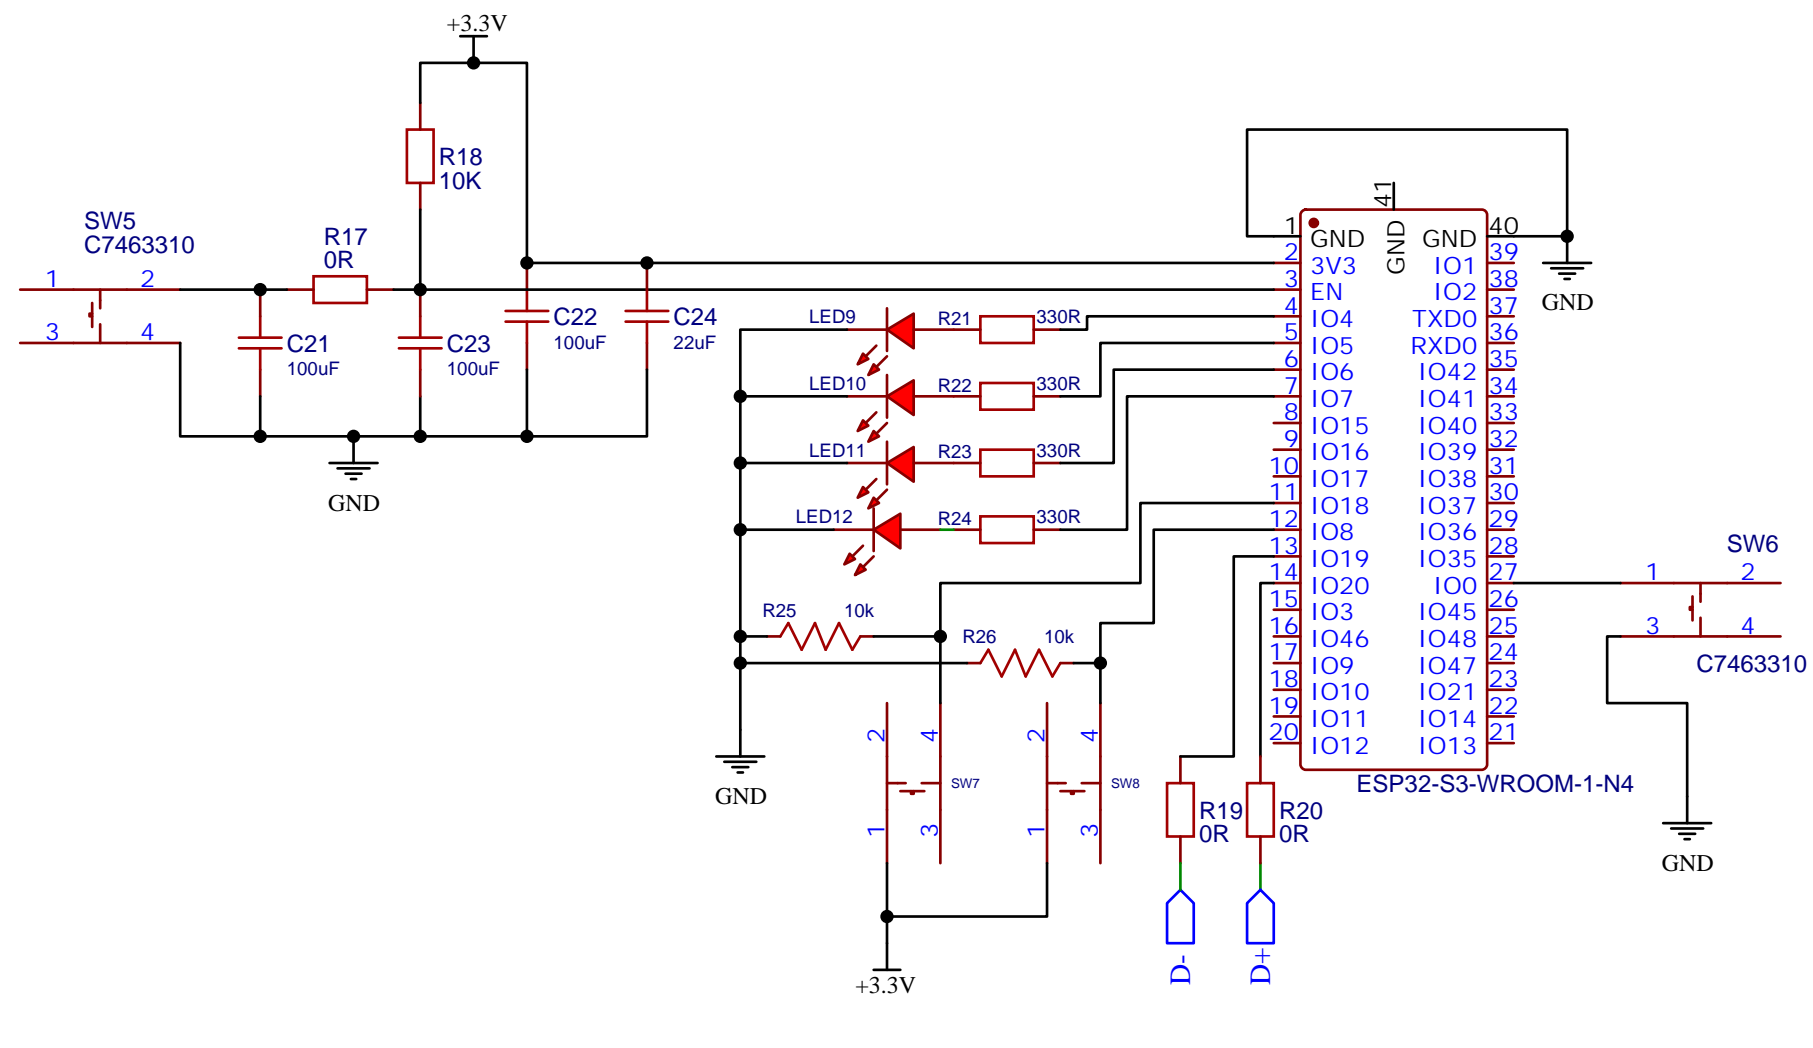 +3.3V
R18
10K
SW5
C7463310
R17
0R
1
2
3
4
C21
100uF
C23
100uF
C22
100uF
C24
22uF
GND
LED9
R21
330R
LED10
R22
330R
LED11
R23
330R
LED12
R24
330R
R25
10k
R26
10k
GND
2
4
1
3
SW7
2
4
1
3
SW8
+3.3V
R19
0R
R20
0R
D-
D+
41
GND
1
GND
GND
40
2
3V3
IO1
39
3
EN
IO2
38
4
IO4
TXD0
37
5
IO5
RXD0
36
6
IO6
IO42
35
7
IO7
IO41
34
8
IO15
IO40
33
9
IO16
IO39
32
10
IO17
IO38
31
11
IO18
IO37
30
12
IO8
IO36
29
13
IO19
IO35
28
14
IO20
IO0
27
15
IO3
IO45
26
16
IO46
IO48
25
17
IO9
IO47
24
18
IO10
IO21
23
19
IO11
IO14
22
20
IO12
IO13
21
ESP32-S3-WROOM-1-N4
GND
SW6
1
2
3
4
C7463310
GND